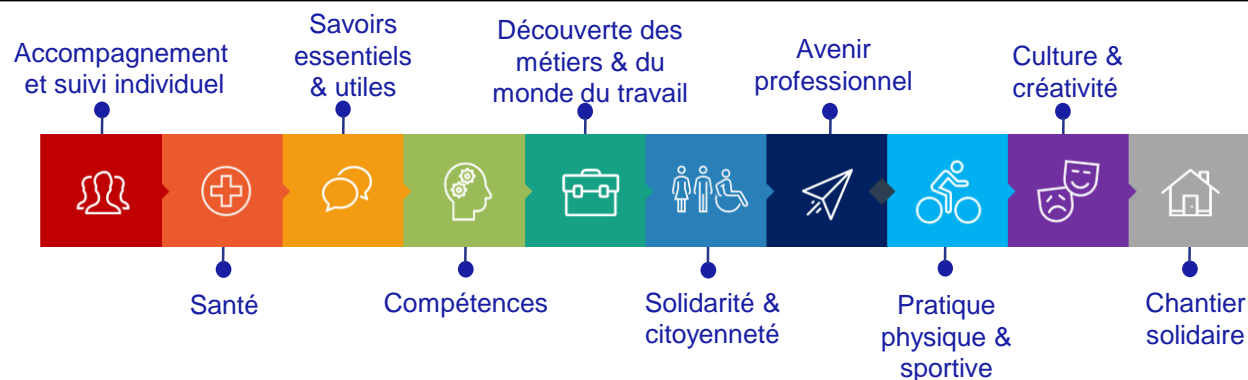 Accompagnement
et suivi individuel
Santé
Savoirs
essentiels
& utiles
Compétences
Découverte des
métiers & du
monde du travail
Solidarité &
citoyenneté
Avenir
professionnel
Pratique
physique &
sportive
Culture &
créativité
Chantier
solidaire